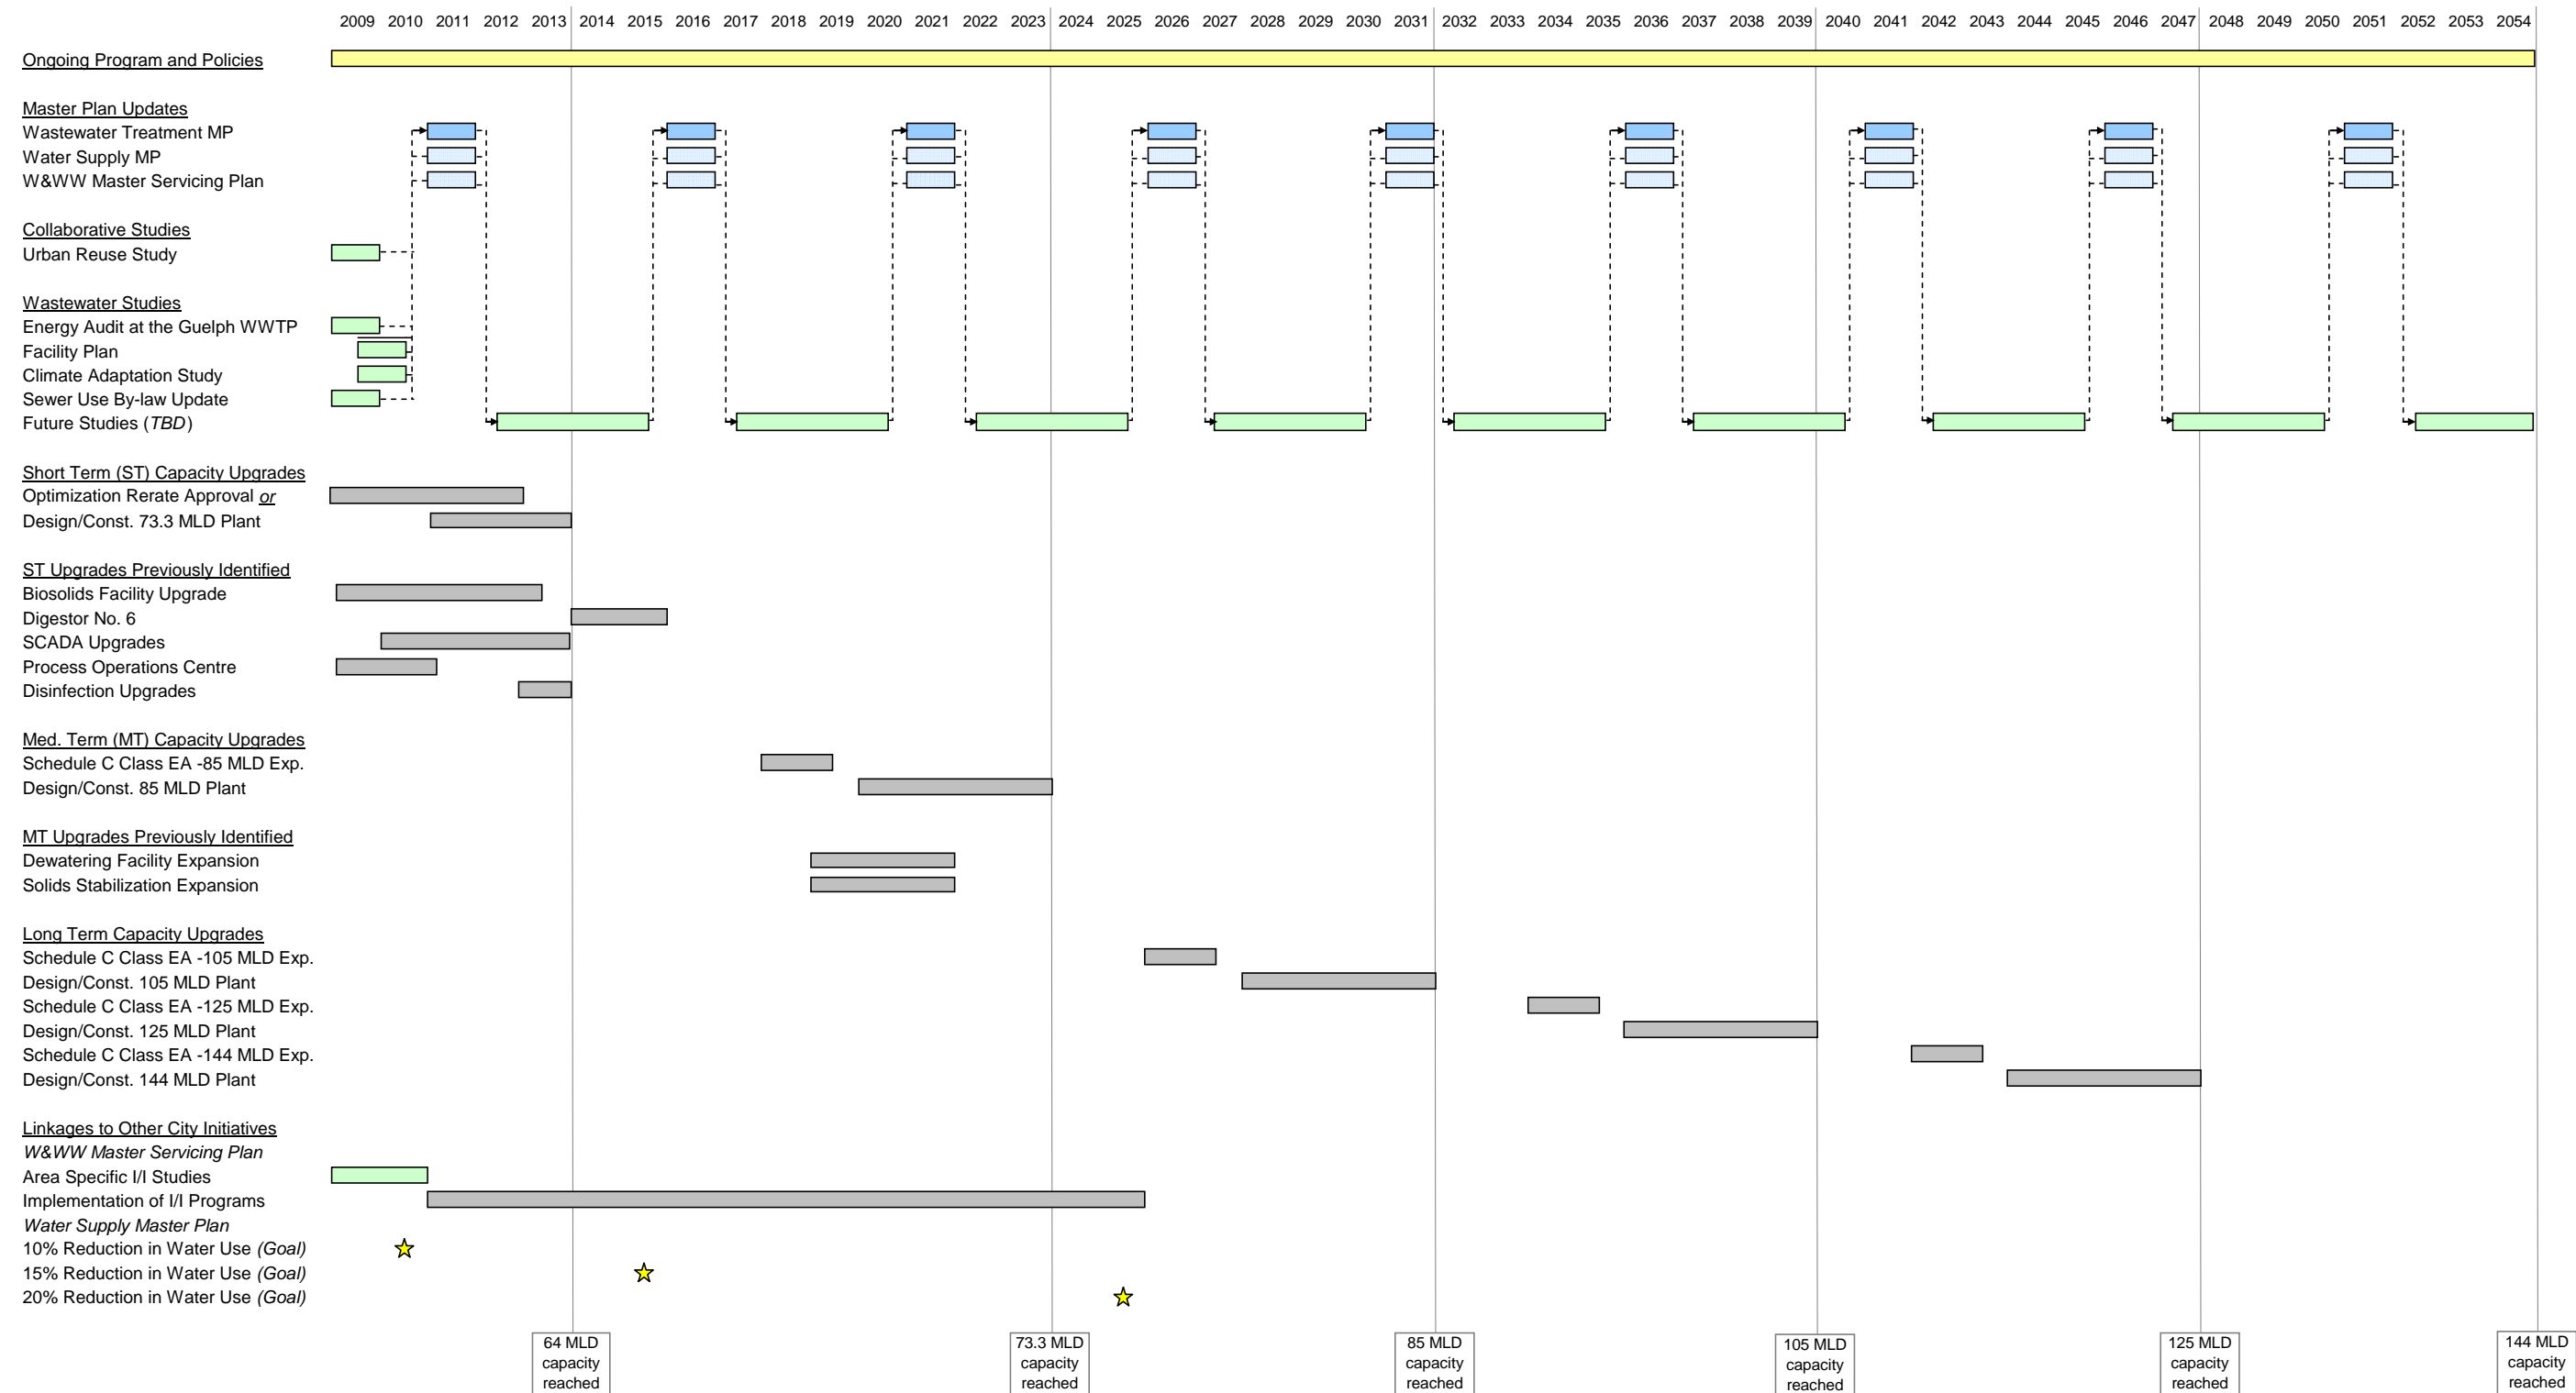 2009 2010 2011 2012 2013 2014 2015 2016 2017 2018 2019 2020 2021 2022 2023 2024 2025 2026 2027 2028 2029 2030 2031 2032 2033 2034 2035 2036 2037 2038 2039 2040 2041 2042 2043 2044 2045 2046 2047 2048 2049 2050 2051 2052 2053 2054
Ongoing Program and Policies
Master Plan Updates
Wastewater Treatment MP
Water Supply MP
W&WW Master Servicing Plan
Collaborative Studies
Urban Reuse Study
Wastewater Studies
Energy Audit at the Guelph WWTP
Facility Plan
Climate Adaptation Study
Sewer Use By-law Update
Future Studies (TBD)
Short Term (ST) Capacity Upgrades
Optimization Rerate Approval or
Design/Const. 73.3 MLD Plant
ST Upgrades Previously Identified
Biosolids Facility Upgrade
Digestor No. 6
SCADA Upgrades
Process Operations Centre
Disinfection Upgrades
Med. Term (MT) Capacity Upgrades
Schedule C Class EA -85 MLD Exp.
Design/Const. 85 MLD Plant
MT Upgrades Previously Identified
Dewatering Facility Expansion
Solids Stabilization Expansion
Long Term Capacity Upgrades
Schedule C Class EA -105 MLD Exp.
Design/Const. 105 MLD Plant
Schedule C Class EA -125 MLD Exp.
Design/Const. 125 MLD Plant
Schedule C Class EA -144 MLD Exp.
Design/Const. 144 MLD Plant
Linkages to Other City Initiatives
W&WW Master Servicing Plan
Area Specific I/I Studies
Implementation of I/I Programs
Water Supply Master Plan
10% Reduction in Water Use (Goal)
15% Reduction in Water Use (Goal)
20% Reduction in Water Use (Goal)
64 MLD
capacity
reached
73.3 MLD
capacity
reached
85 MLD
capacity
reached
105 MLD
capacity
reached
125 MLD
capacity
reached
144 MLD
capacity
reached